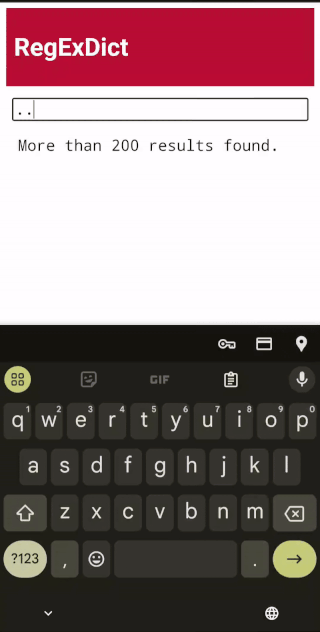 RegExDict
..
More than 200 results found.
GIF
q1 w2 e3 r4 t5 y6 u7 i8 o9 p0
a s d f g h j k l
z x c v b n m
?123 , .